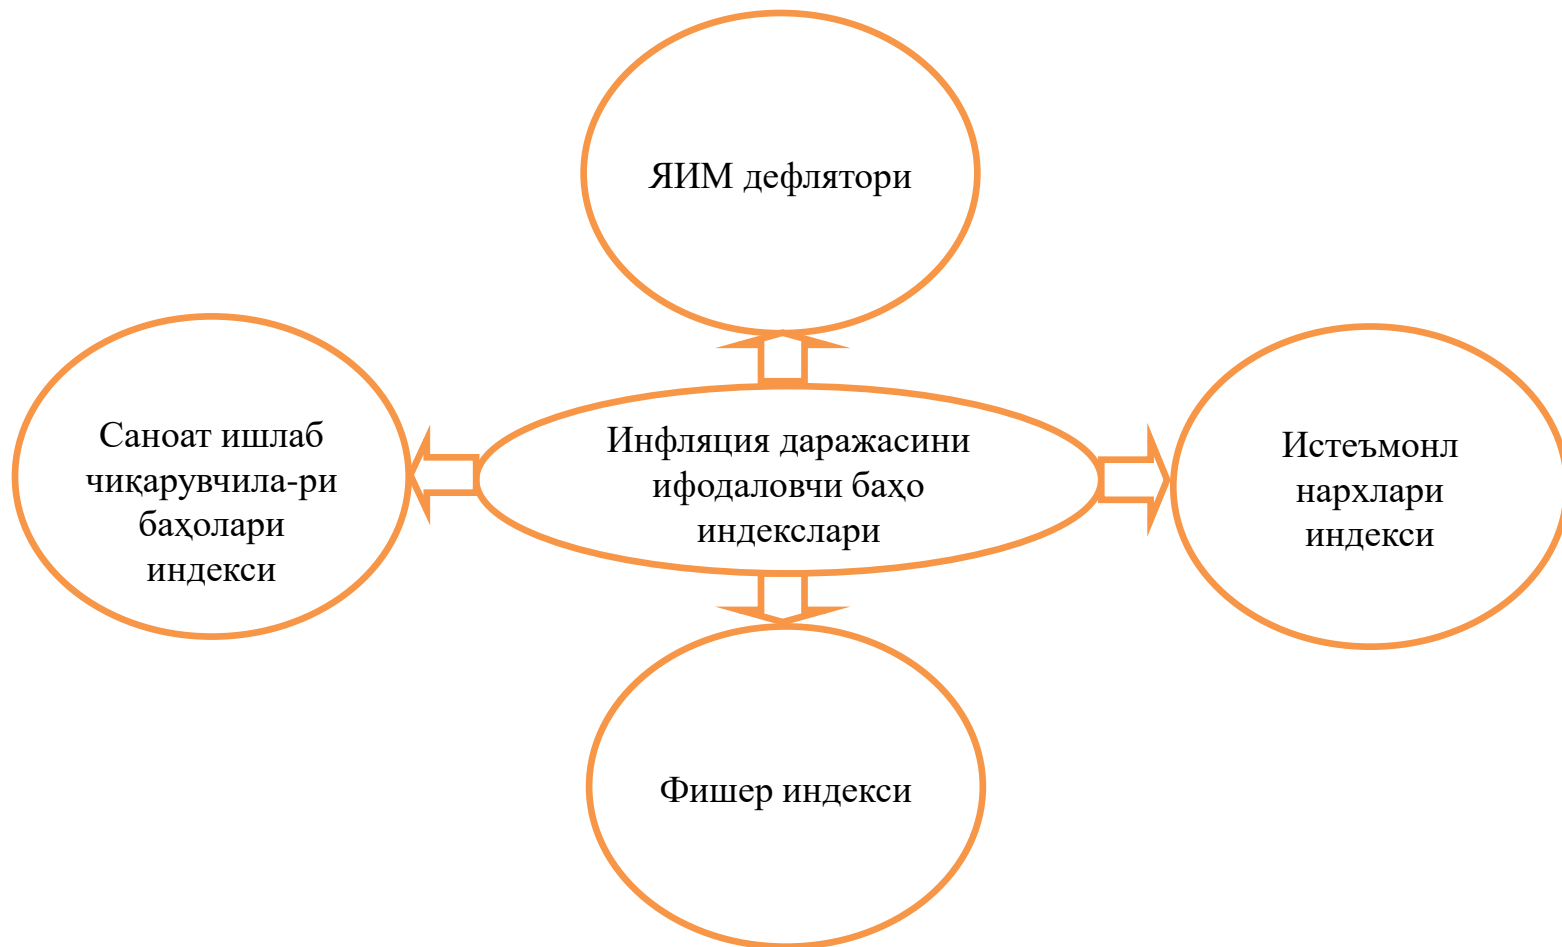 ЯИМ дефлятори
Саноат ишлаб
чиқарувчила-ри
баҳолари
индекси
Инфляция даражасини
ифодаловчи баҳо
индекслари
Истеъмонл
нархлари
индекси
Фишер индекси